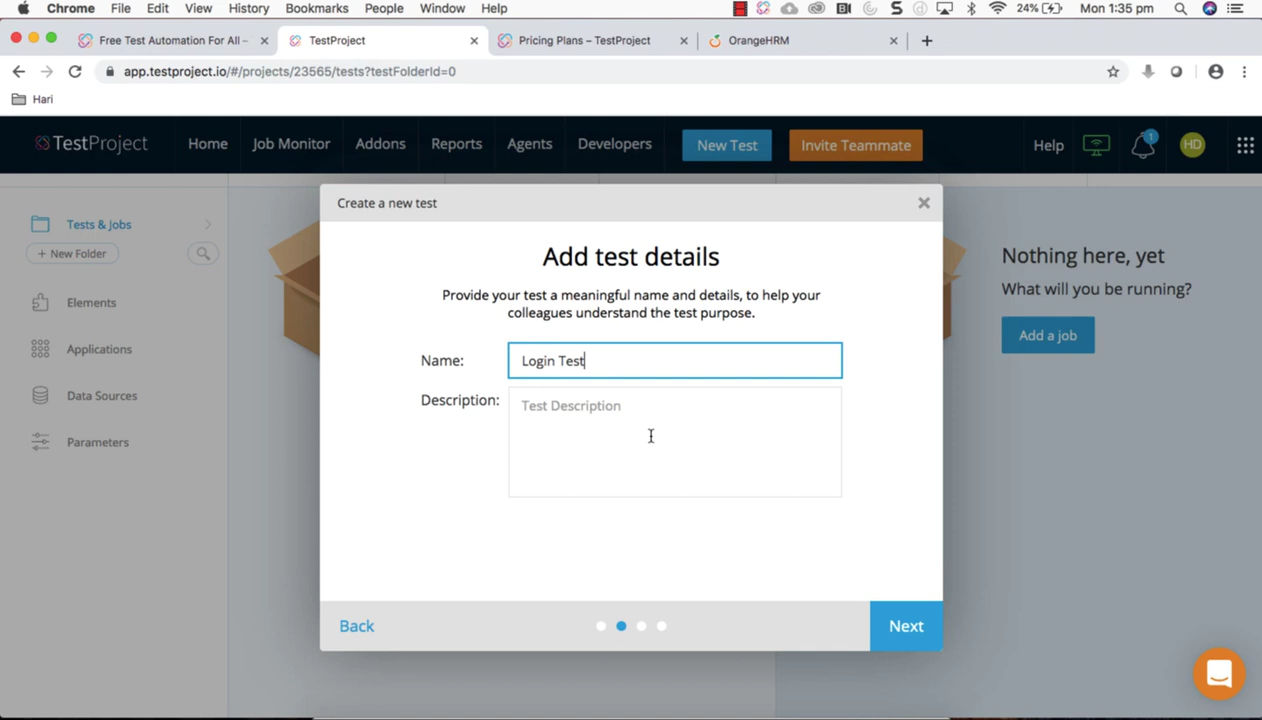 Chrome File Edit View History Bookmarks People Window Help 24% Mon 1:35 pm
Free Test Automation For All – TestProject Pricing Plans – TestProject OrangeHRM
app.testproject.io/#/projects/23565/tests?testFolderId=0
Hari
TestProject Home Job Monitor Addons Reports Agents Developers New Test Invite Teammate Help 1 HD
Create a new test
Tests & Jobs
+ New Folder
Elements
Applications
Data Sources
Parameters
Add test details
Provide your test a meaningful name and details, to help your
colleagues understand the test purpose.
Name: Login Test
Description: Test Description
Back Next
Nothing here, yet
What will you be running?
Add a job